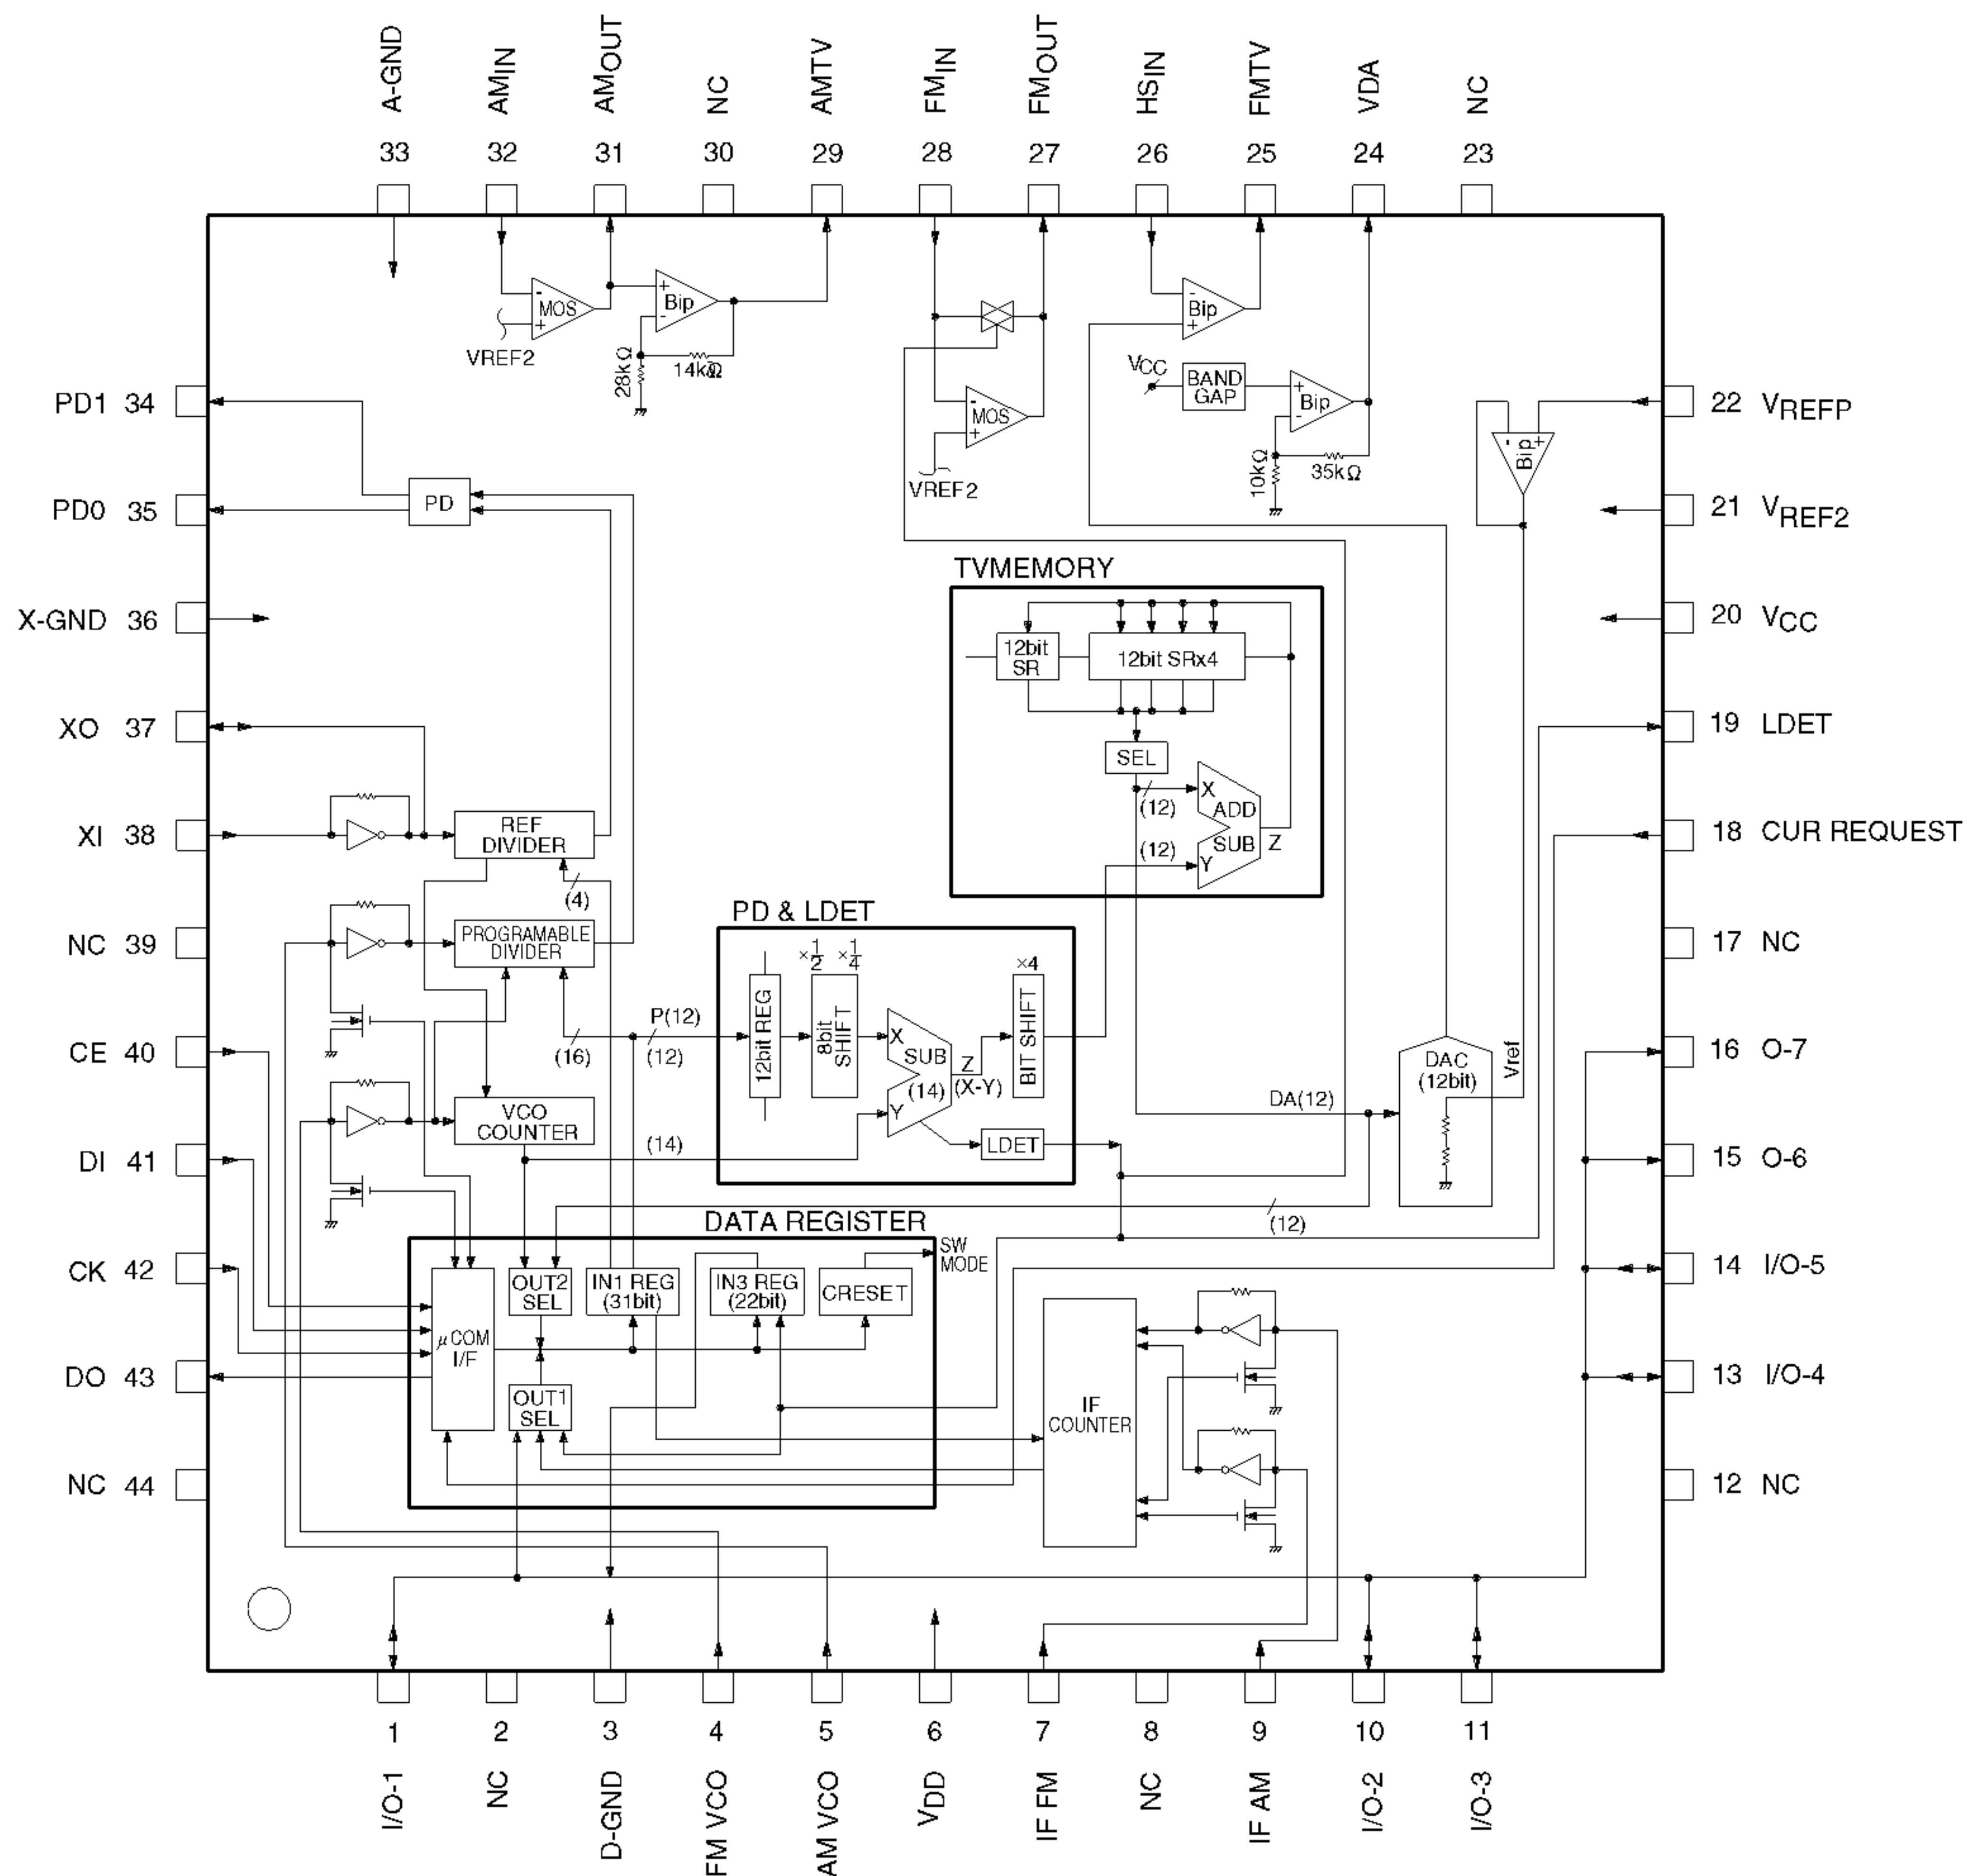 A-GND
AMIN
AMOUT
NC
AMTV
FMIN
FMOUT
HSIN
FMTV
VDA
NC
33
32
31
30
29
28
27
26
25
24
23
-
MOS
+
VREF2
+
Bip
-
28kΩ
14kΩ
-
MOS
+
VREF2
-
Bip
+
VCC
BAND
GAP
+
Bip
-
10kΩ
35kΩ
-
Bip
+
PD1 34
PD0 35
X-GND 36
XO 37
XI 38
NC 39
CE 40
DI 41
CK 42
DO 43
NC 44
22 VREFP
21 VREF2
20 VCC
19 LDET
18 CUR REQUEST
17 NC
16 O-7
15 O-6
14 I/O-5
13 I/O-4
12 NC
PD
TVMEMORY
12bit
SR
12bit SRx4
SEL
(12)
X
ADD
SUB
Z
(12)
Y
REF
DIVIDER
(4)
PROGRAMABLE
DIVIDER
(16)
P(12)
(12)
VCO
COUNTER
(14)
PD & LDET
×1/2 ×1/4
×4
12bit REG
8bit
SHIFT
X
SUB
(14)
Y
Z
(X-Y)
BIT SHIFT
LDET
DA(12)
DAC
(12bit)
Vref
(12)
DATA REGISTER
SW
MODE
μCOM
I/F
OUT2
SEL
IN1 REG
(31bit)
IN3 REG
(22bit)
CRESET
OUT1
SEL
IF
COUNTER
1
2
3
4
5
6
7
8
9
10
11
I/O-1
NC
D-GND
FM VCO
AM VCO
VDD
IF FM
NC
IF AM
I/O-2
I/O-3